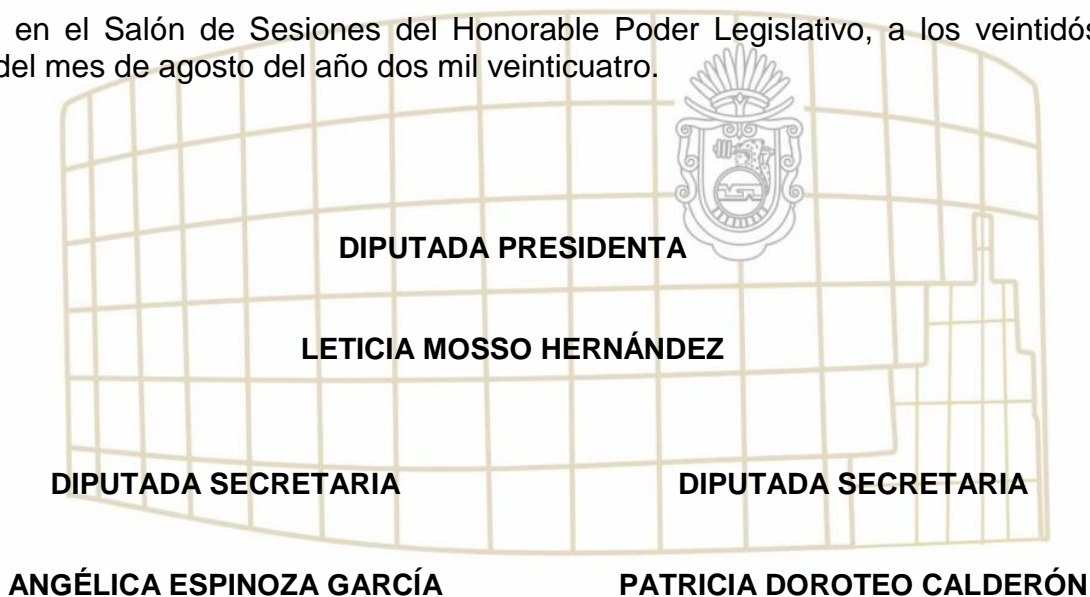 en el Salón de Sesiones del Honorable Poder Legislativo, a los veintidós
del mes de agosto del año dos mil veinticuatro.
DIPUTADA PRESIDENTA
LETICIA MOSSO HERNÁNDEZ
DIPUTADA SECRETARIA DIPUTADA SECRETARIA
ANGÉLICA ESPINOZA GARCÍA PATRICIA DOROTEO CALDERÓN